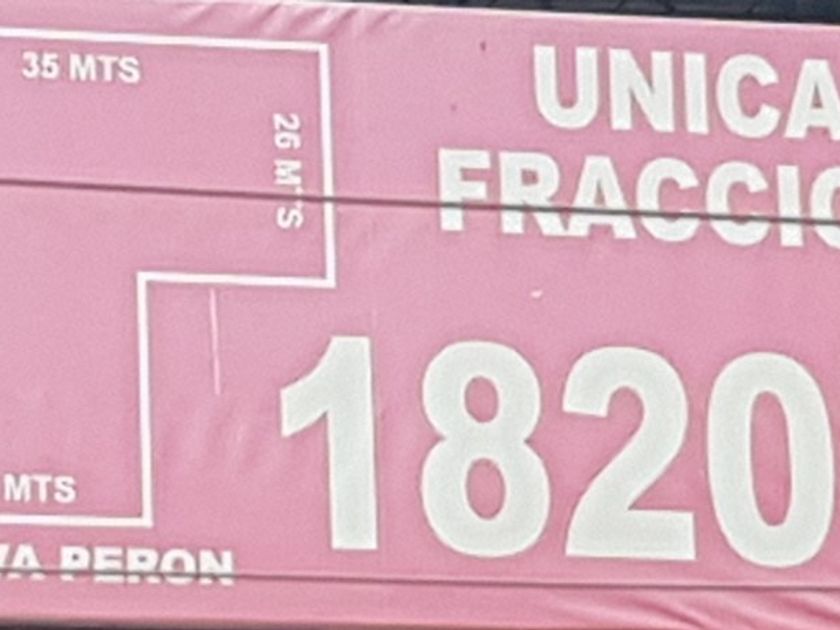 35 MTS
26 MTS
UNICA
FRACCIO
1820
MTS
VA PERON